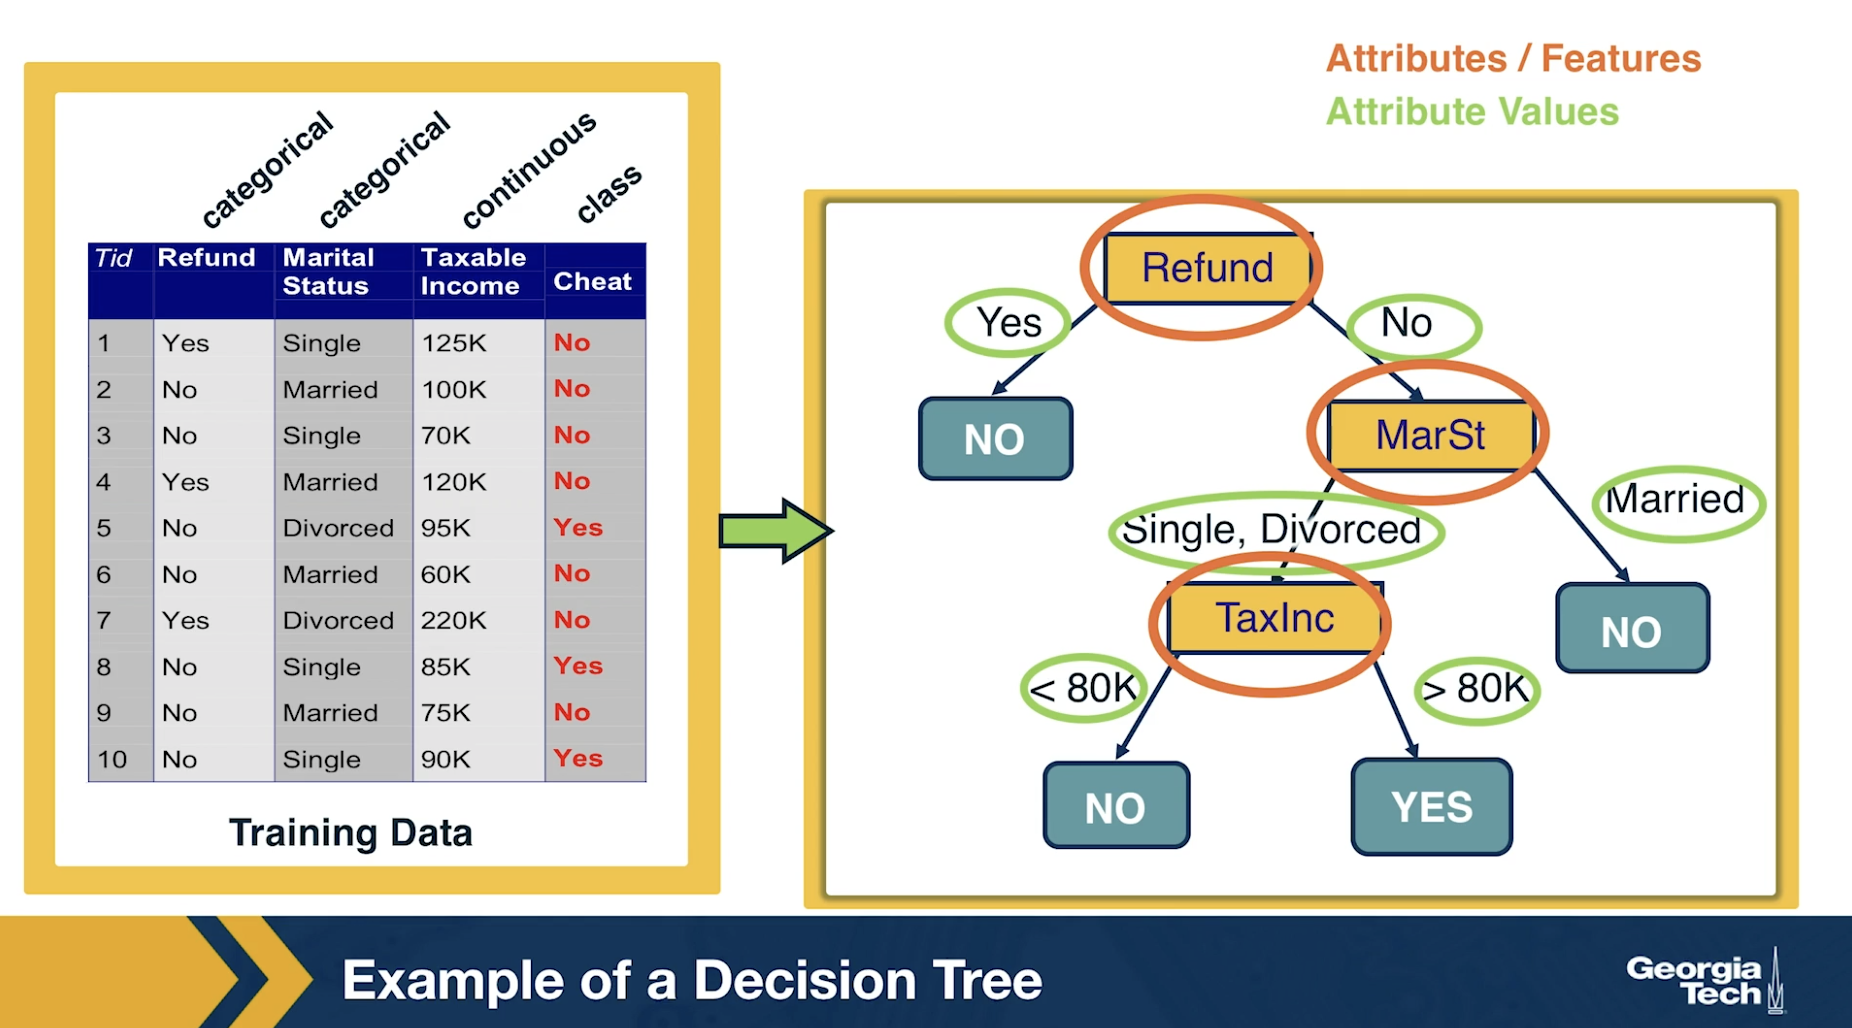 Attributes / Features
Attribute Values
categorical
categorical
continuous
class
Tid Refund Marital Status Taxable Income Cheat
1 Yes Single 125K No
2 No Married 100K No
3 No Single 70K No
4 Yes Married 120K No
5 No Divorced 95K Yes
6 No Married 60K No
7 Yes Divorced 220K No
8 No Single 85K Yes
9 No Married 75K No
10 No Single 90K Yes
Training Data
Refund
Yes
No
NO
MarSt
Single, Divorced
Married
TaxInc
NO
< 80K
> 80K
NO
YES
Example of a Decision Tree
Georgia
Tech